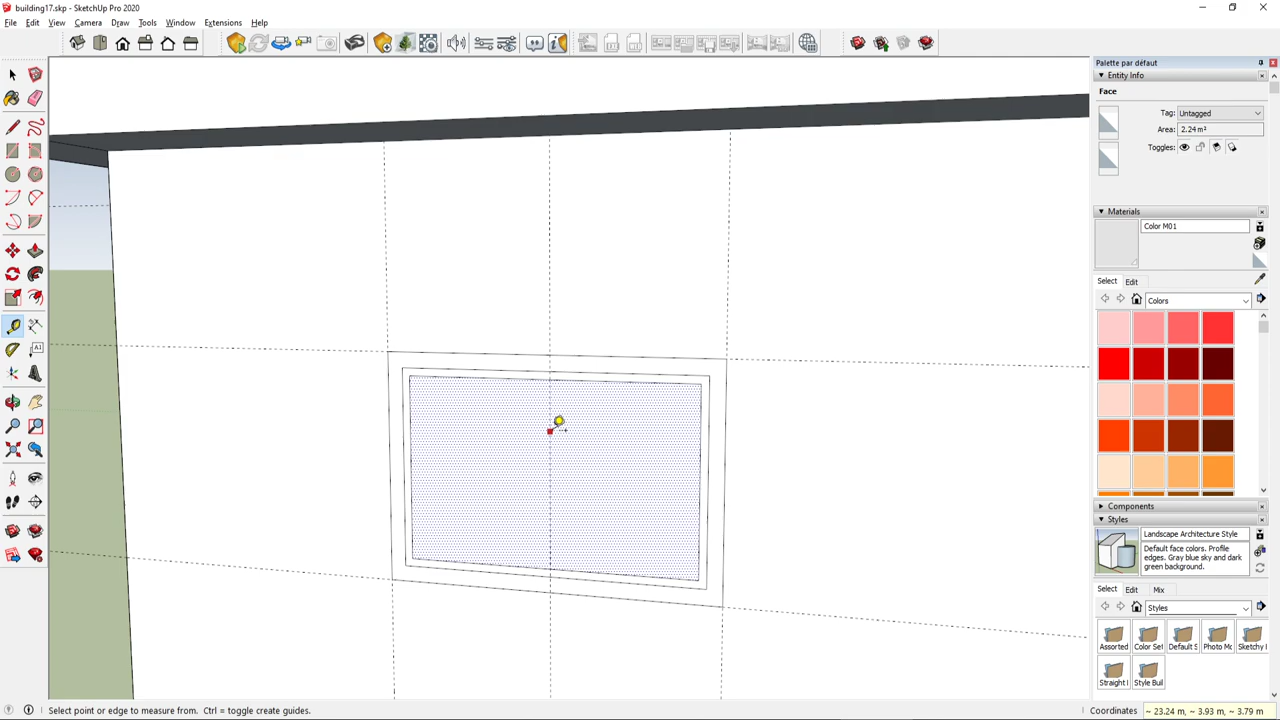 building17.skp - SketchUp Pro 2020
File Edit View Camera Draw Tools Window Extensions Help
Palette par défaut
Entity Info
Face
Tag: Untagged
Area: 2.24 m²
Toggles:
Materials
Color M01
Select Edit
Colors
Components
Styles
Landscape Architecture Style
Default face colors. Profile
edges. Gray blue sky and dark
green background.
Select Edit Mix
Styles
Assorted Color Set Default S Photo Mo Sketchy I
Straight I Style Buil
Select point or edge to measure from. Ctrl = toggle create guides.
Coordinates ~ 23.24 m, ~ 3.93 m, ~ 3.79 m